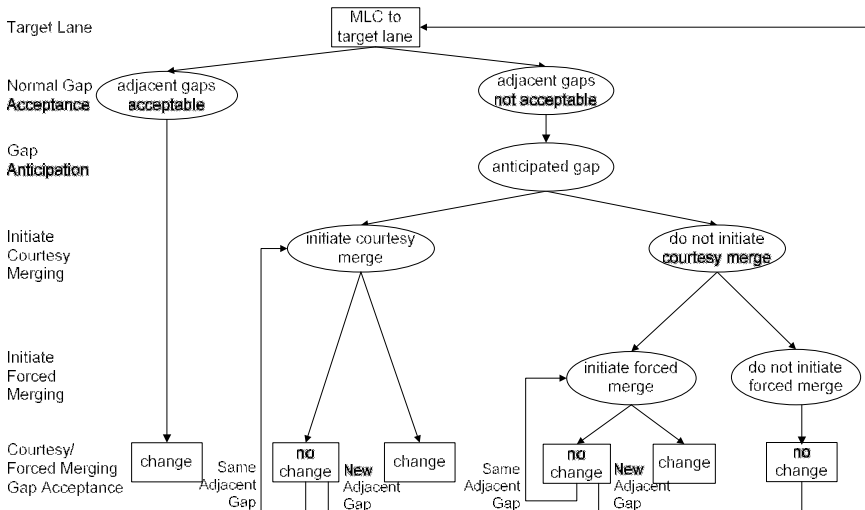 Target Lane
MLC to
target lane
Normal Gap
Acceptance
adjacent gaps
acceptable
adjacent gaps
not acceptable
Gap
Anticipation
anticipated gap
Initiate
Courtesy
Merging
initiate courtesy
merge
do not initiate
courtesy merge
Initiate
Forced
Merging
initiate forced
merge
do not initiate
forced merge
Courtesy/
Forced Merging
Gap Acceptance
change
Same
Adjacent
Gap
no
change
New
Adjacent
Gap
change
Same
Adjacent
Gap
no
change
New
Adjacent
Gap
change
no
change